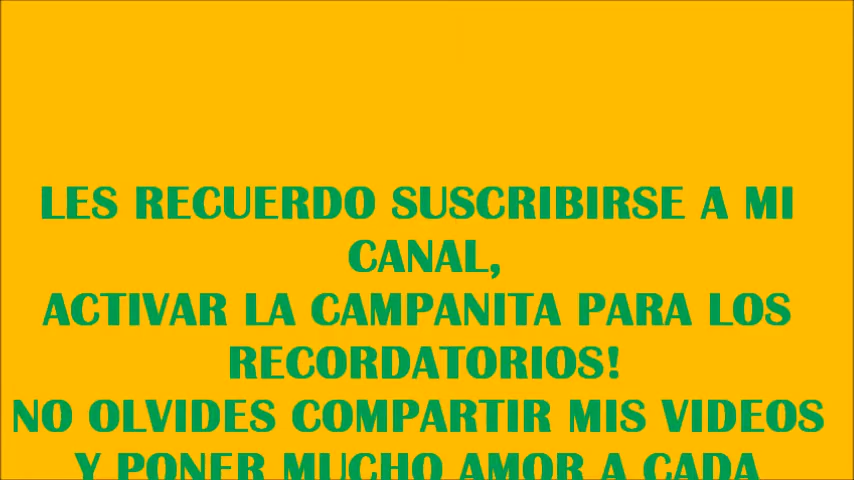 LES RECUERDO SUSCRIBIRSE A MI
CANAL,
ACTIVAR LA CAMPANITA PARA LOS
RECORDATORIOS!
NO OLVIDES COMPARTIR MIS VIDEOS
Y PONER MUCHO AMOR A CADA